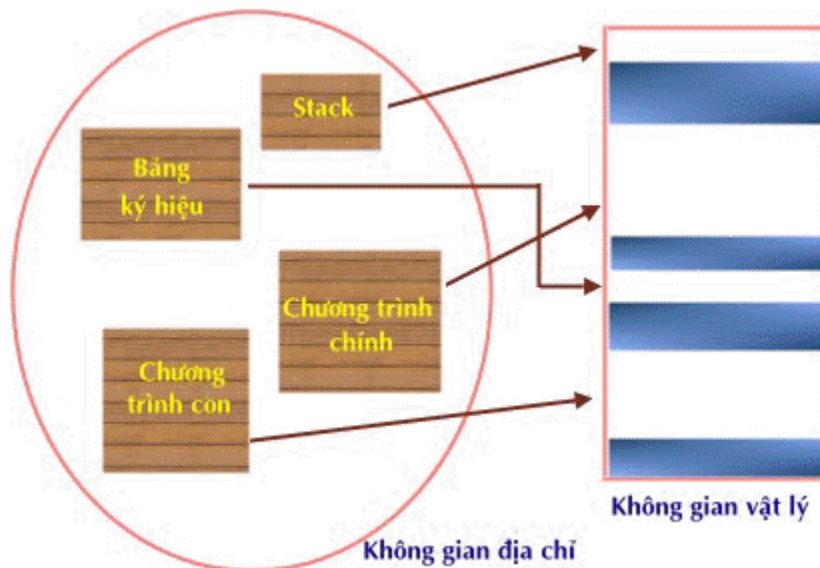 Stack
Bảng
ký hiệu
Chương trình
chính
Chương
trình con
Không gian vật lý
Không gian địa chỉ